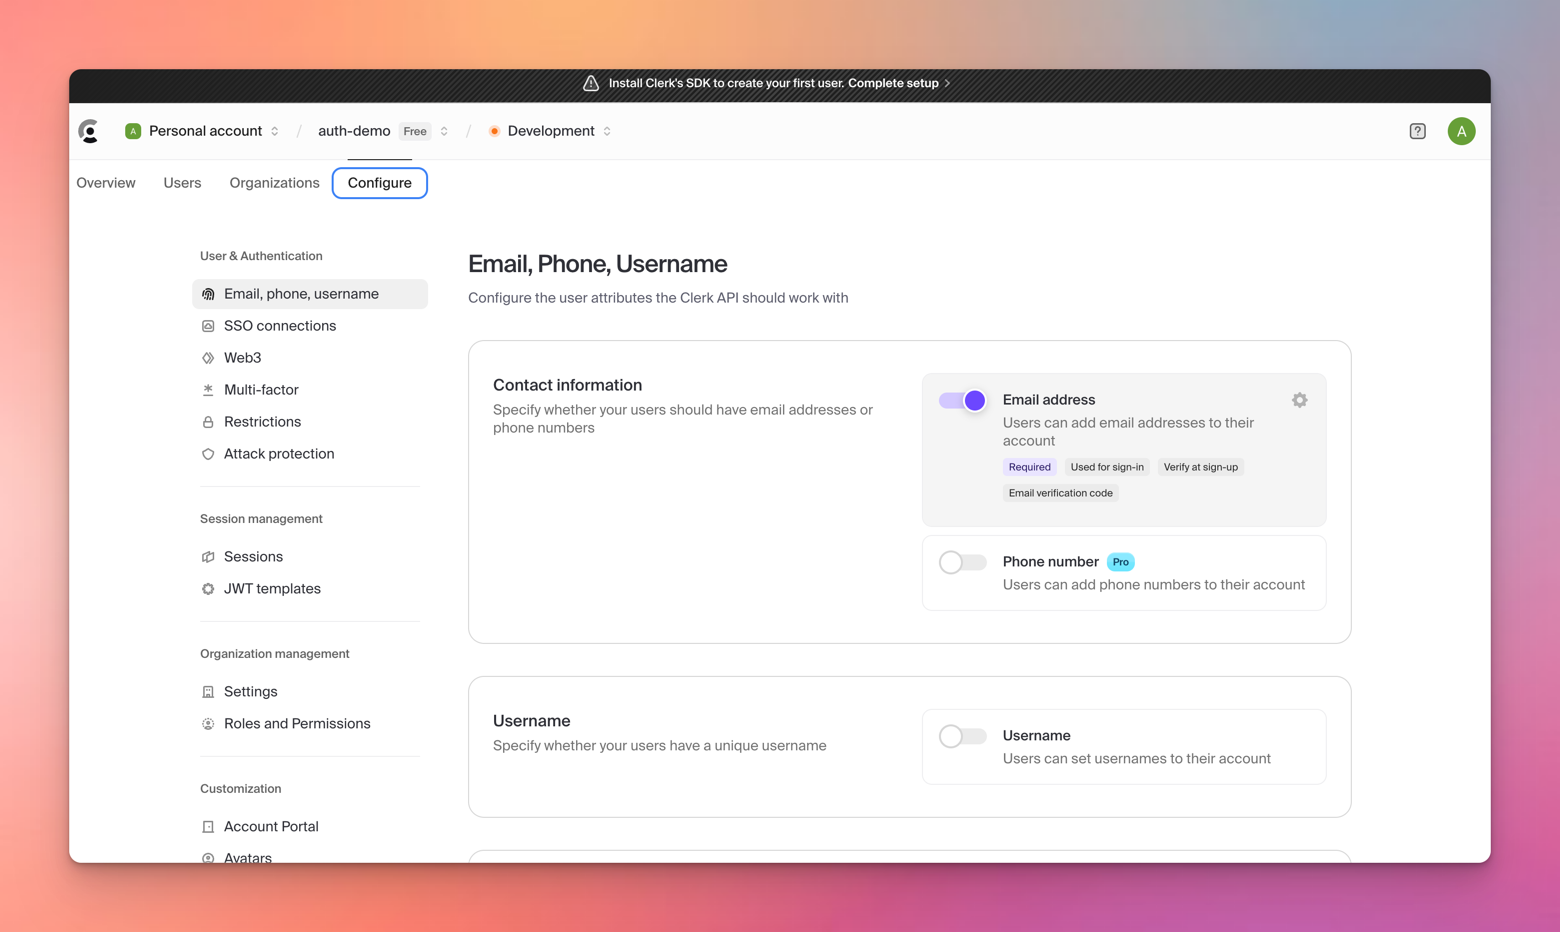 Install Clerk's SDK to create your first user. Complete setup
A Personal account / auth-demo Free / Development ? A
Overview Users Organizations Configure
User & Authentication
Email, phone, username
SSO connections
Web3
Multi-factor
Restrictions
Attack protection
Session management
Sessions
JWT templates
Organization management
Settings
Roles and Permissions
Customization
Account Portal
Avatars
Email, Phone, Username
Configure the user attributes the Clerk API should work with
Contact information
Specify whether your users should have email addresses or
phone numbers
Email address
Users can add email addresses to their
account
Required Used for sign-in Verify at sign-up
Email verification code
Phone number Pro
Users can add phone numbers to their account
Username
Specify whether your users have a unique username
Username
Users can set usernames to their account